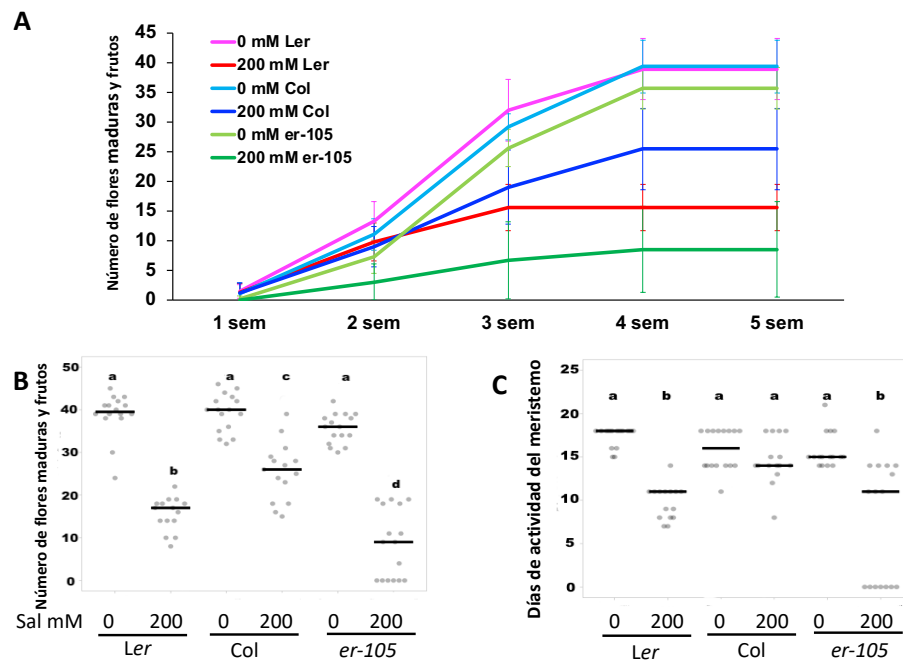 A
Número de flores maduras y frutos
45
40
35
30
25
20
15
10
5
0
0 mM Ler
200 mM Ler
0 mM Col
200 mM Col
0 mM er-105
200 mM er-105
1 sem 2 sem 3 sem 4 sem 5 sem
B
Número de flores maduras y frutos
50
40
30
20
10
0
a b a c a d
Sal mM 0 200 0 200 0 200
Ler Col er-105
C
Días de actividad del meristemo
20
15
10
5
0
a b a a a b
0 200 0 200 0 200
Ler Col er-105